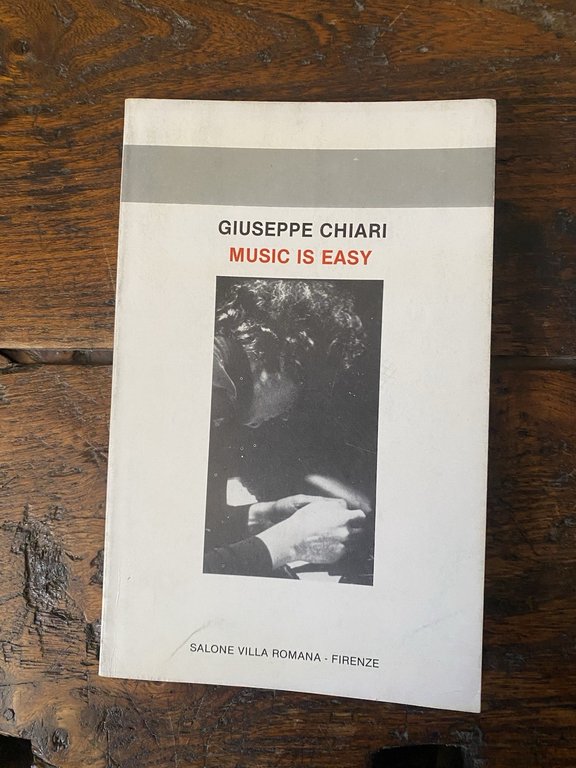 GIUSEPPE CHIARI
MUSIC IS EASY
SALONE VILLA ROMANA - FIRENZE